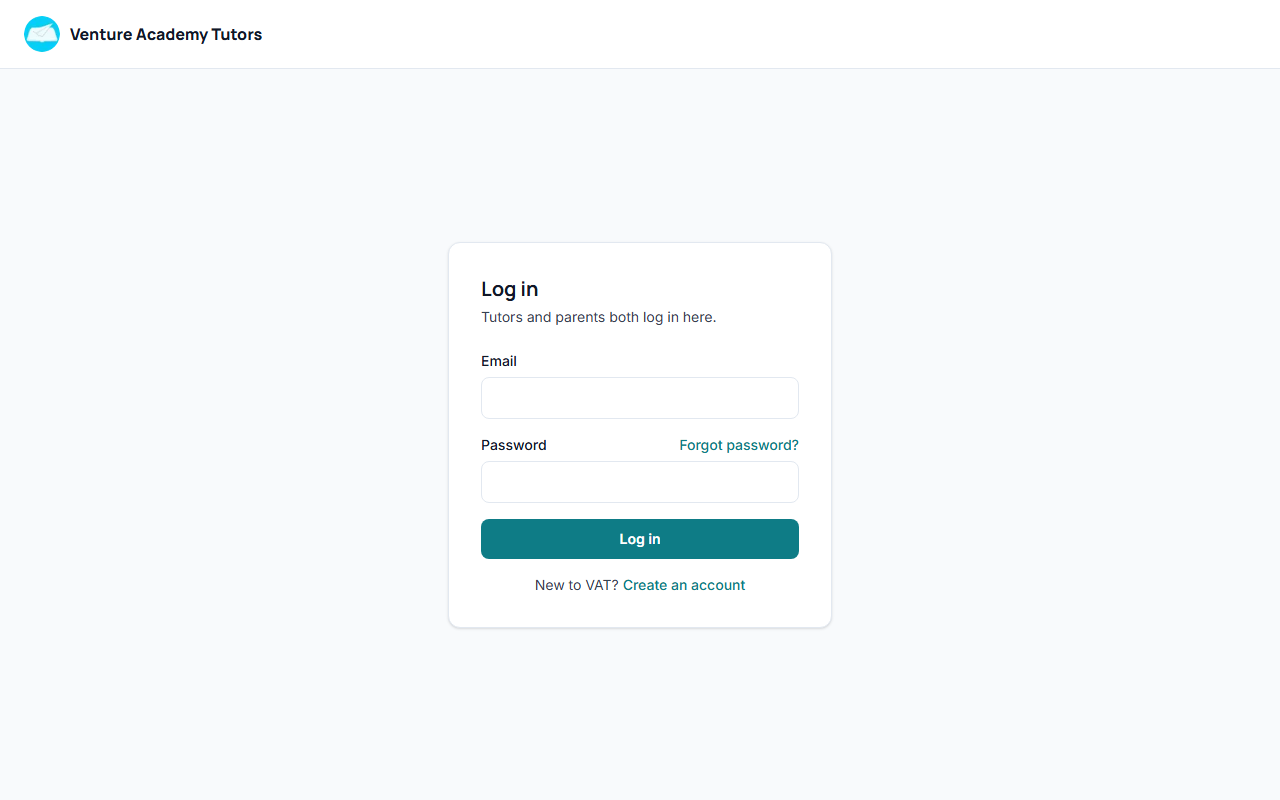 Venture Academy Tutors
Log in
Tutors and parents both log in here.
Email
Password Forgot password?
Log in
New to VAT? Create an account